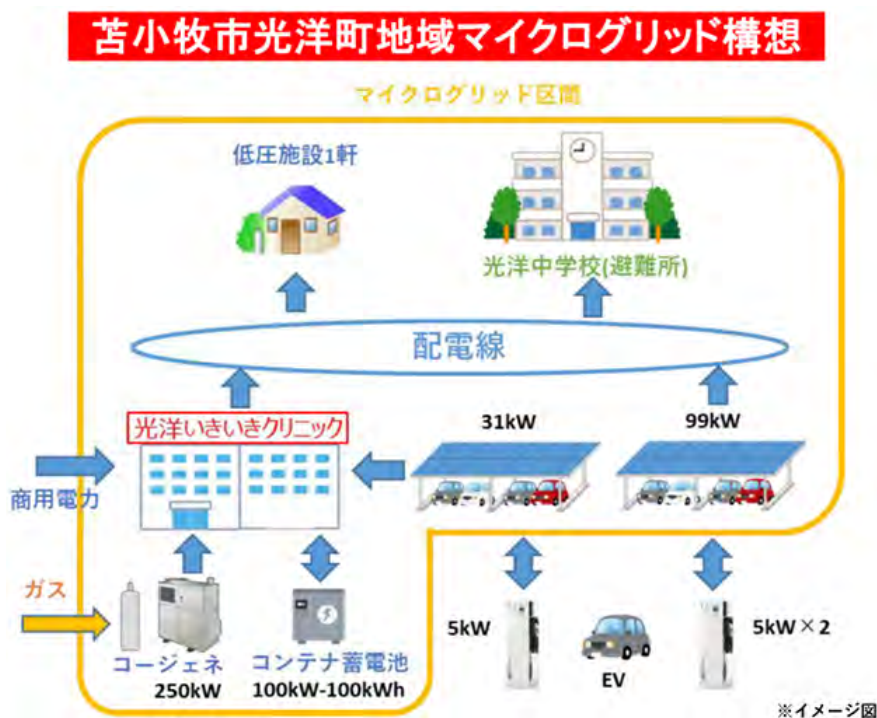 苫小牧市光洋町地域マイクログリッド構想
マイクログリッド区間
低圧施設1軒
光洋中学校(避難所)
配電線
光洋いきいきクリニック
31kW
99kW
商用電力
ガス
コージェネ
250kW
コンテナ蓄電池
100kW-100kWh
5kW
EV
5kW×2
※イメージ図